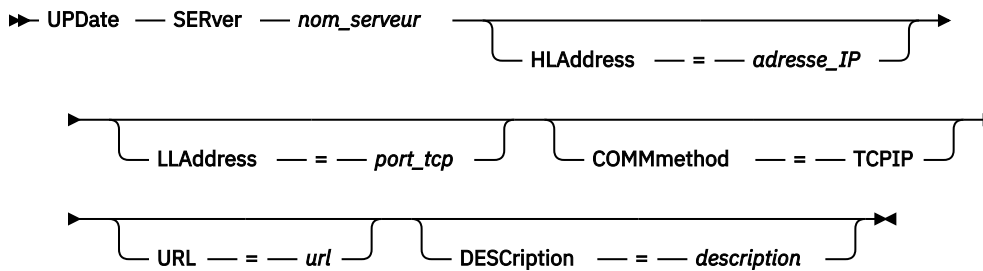 UPDate SERver nom_serveur
HLAddress = adresse_IP
LLAddress = port_tcp COMMmethod = TCPIP
URL = url DESCription = description